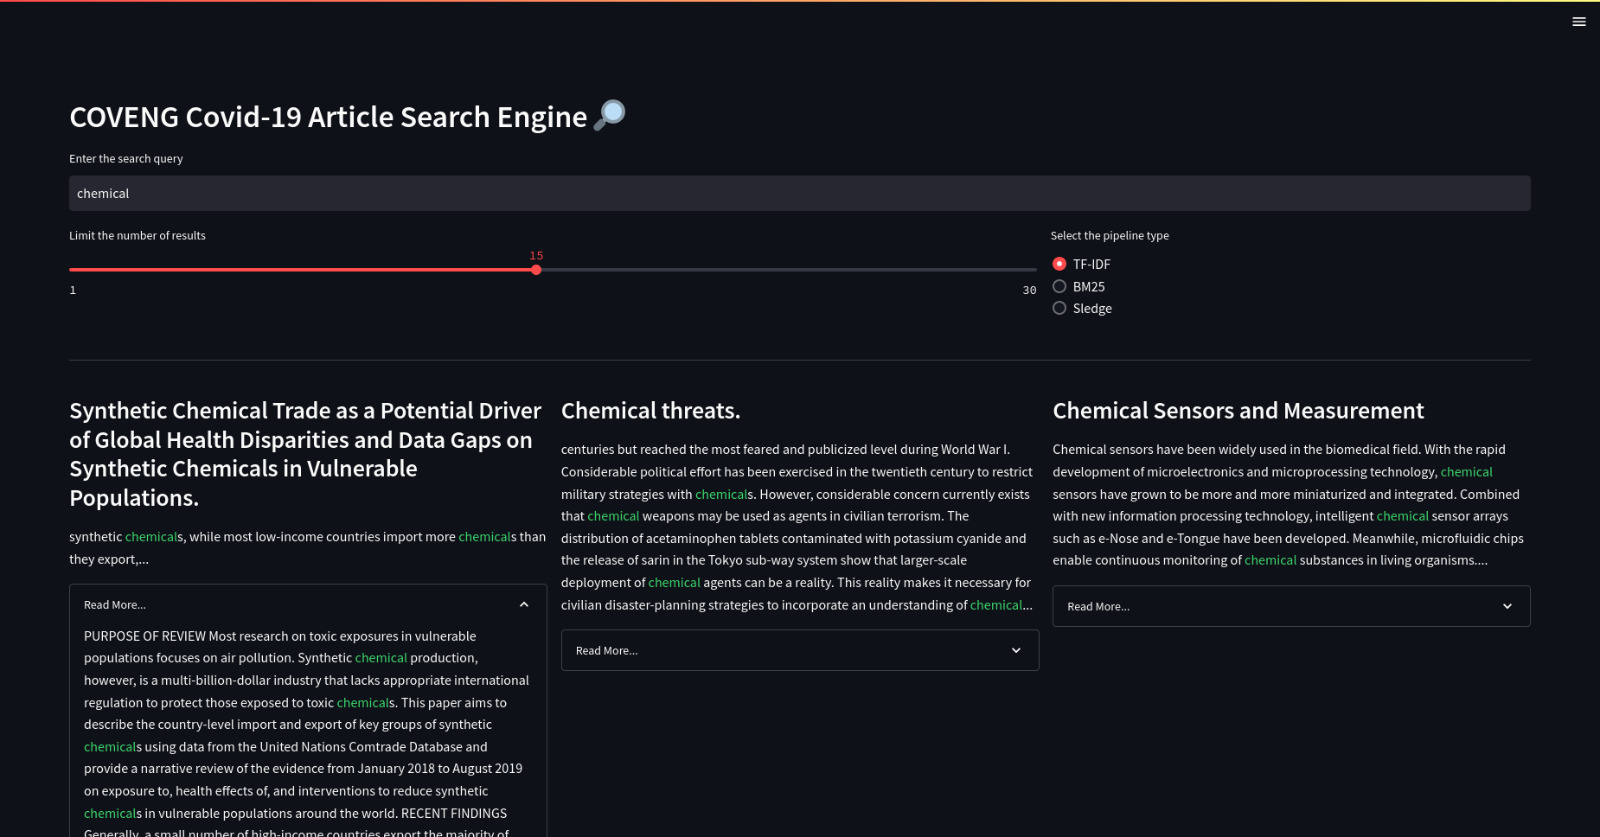 COVENG Covid-19 Article Search Engine
Enter the search query
chemical
Limit the number of results
15
1
30
Select the pipeline type
TF-IDF
BM25
Sledge
Synthetic Chemical Trade as a Potential Driver
of Global Health Disparities and Data Gaps on
Synthetic Chemicals in Vulnerable
Populations.
synthetic chemicals, while most low-income countries import more chemicals than
they export,...
Read More...
PURPOSE OF REVIEW Most research on toxic exposures in vulnerable
populations focuses on air pollution. Synthetic chemical production,
however, is a multi-billion-dollar industry that lacks appropriate international
regulation to protect those exposed to toxic chemicals. This paper aims to
describe the country-level import and export of key groups of synthetic
chemicals using data from the United Nations Comtrade Database and
provide a narrative review of the evidence from January 2018 to August 2019
on exposure to, health effects of, and interventions to reduce synthetic
chemicals in vulnerable populations around the world. RECENT FINDINGS
Generally, a small number of high-income countries export the majority of
Chemical threats.
centuries but reached the most feared and publicized level during World War I.
Considerable political effort has been exercised in the twentieth century to restrict
military strategies with chemicals. However, considerable concern currently exists
that chemical weapons may be used as agents in civilian terrorism. The
distribution of acetaminophen tablets contaminated with potassium cyanide and
the release of sarin in the Tokyo sub-way system show that larger-scale
deployment of chemical agents can be a reality. This reality makes it necessary for
civilian disaster-planning strategies to incorporate an understanding of chemical...
Read More...
Chemical Sensors and Measurement
Chemical sensors have been widely used in the biomedical field. With the rapid
development of microelectronics and microprocessing technology, chemical
sensors have grown to be more and more miniaturized and integrated. Combined
with new information processing technology, intelligent chemical sensor arrays
such as e-Nose and e-Tongue have been developed. Meanwhile, microfluidic chips
enable continuous monitoring of chemical substances in living organisms....
Read More...